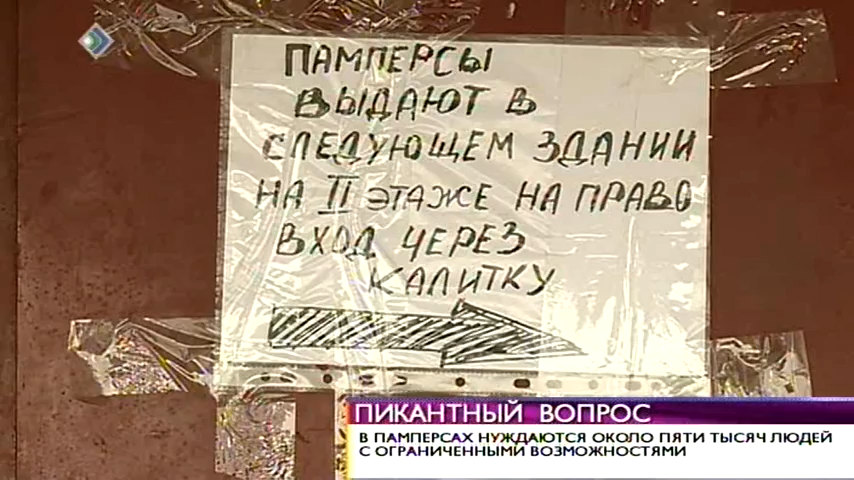 ПАМПЕРСЫ
ВЫДАЮТ В
СЛЕДУЮЩЕМ ЗДАНИИ
НА II ЭТАЖЕ НА ПРАВО
ВХОД ЧЕРЕЗ
КАЛИТКУ
ПИКАНТНЫЙ ВОПРОС
В ПАМПЕРСАХ НУЖДАЮТСЯ ОКОЛО ПЯТИ ТЫСЯЧ ЛЮДЕЙ
С ОГРАНИЧЕННЫМИ ВОЗМОЖНОСТЯМИ